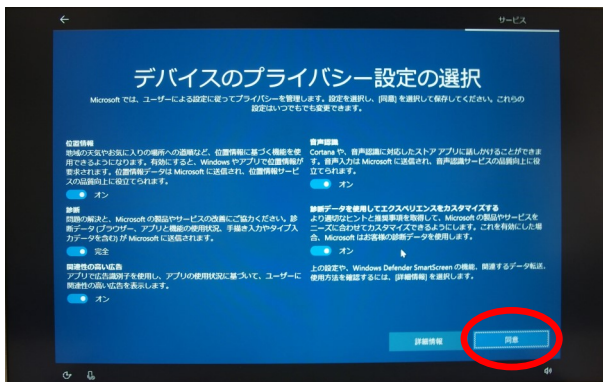 サービス
デバイスのプライバシー設定の選択
Microsoft では、ユーザーによる設定に従ってプライバシーを管理します。設定を選択し、[同意] を選択して保存してください。これらの
設定はいつでも変更できます。
位置情報
地域の天気やお気に入りの場所への道順など、位置情報に基づく機能を使
用できるようになります。有効にすると、Windows やアプリで位置情報が
要求されます。位置情報データは Microsoft に送信され、位置情報サービ
スの品質向上に役立てられます。
オン
診断
問題の解決と、Microsoft の製品やサービスの改善にご協力ください。診
断データ (ブラウザー、アプリと機能の使用状況、手描き入力やタイプ入
力データを含む) が Microsoft に送信されます。
完全
関連性の高い広告
アプリで広告識別子を使用し、アプリの使用状況に基づいて、ユーザーに
関連性の高い広告を表示します。
オン
音声認識
Cortana や、音声認識に対応したストア アプリに話しかけることができま
す。音声入力は Microsoft に送信され、音声認識サービスの品質向上に役
立てられます。
オン
診断データを使用してエクスペリエンスをカスタマイズする
より適切なヒントと推奨事項を取得して、Microsoft の製品やサービスを
ニーズに合わせてカスタマイズできるようにします。これを有効にした場
合、Microsoft はお客様の診断データを使用します。
オン
上の設定や、Windows Defender SmartScreen の機能、関連するデータ転送、
使用方法を確認するには、[詳細情報] を選択します。
詳細情報
同意